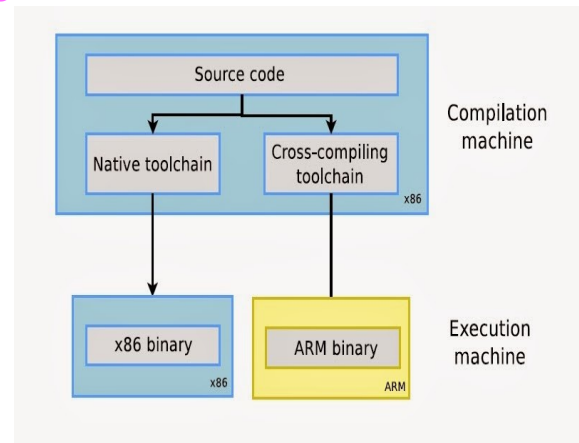 Source code
Compilation
machine
Native toolchain
Cross-compiling
toolchain
x86
x86 binary
x86
ARM binary
ARM
Execution
machine